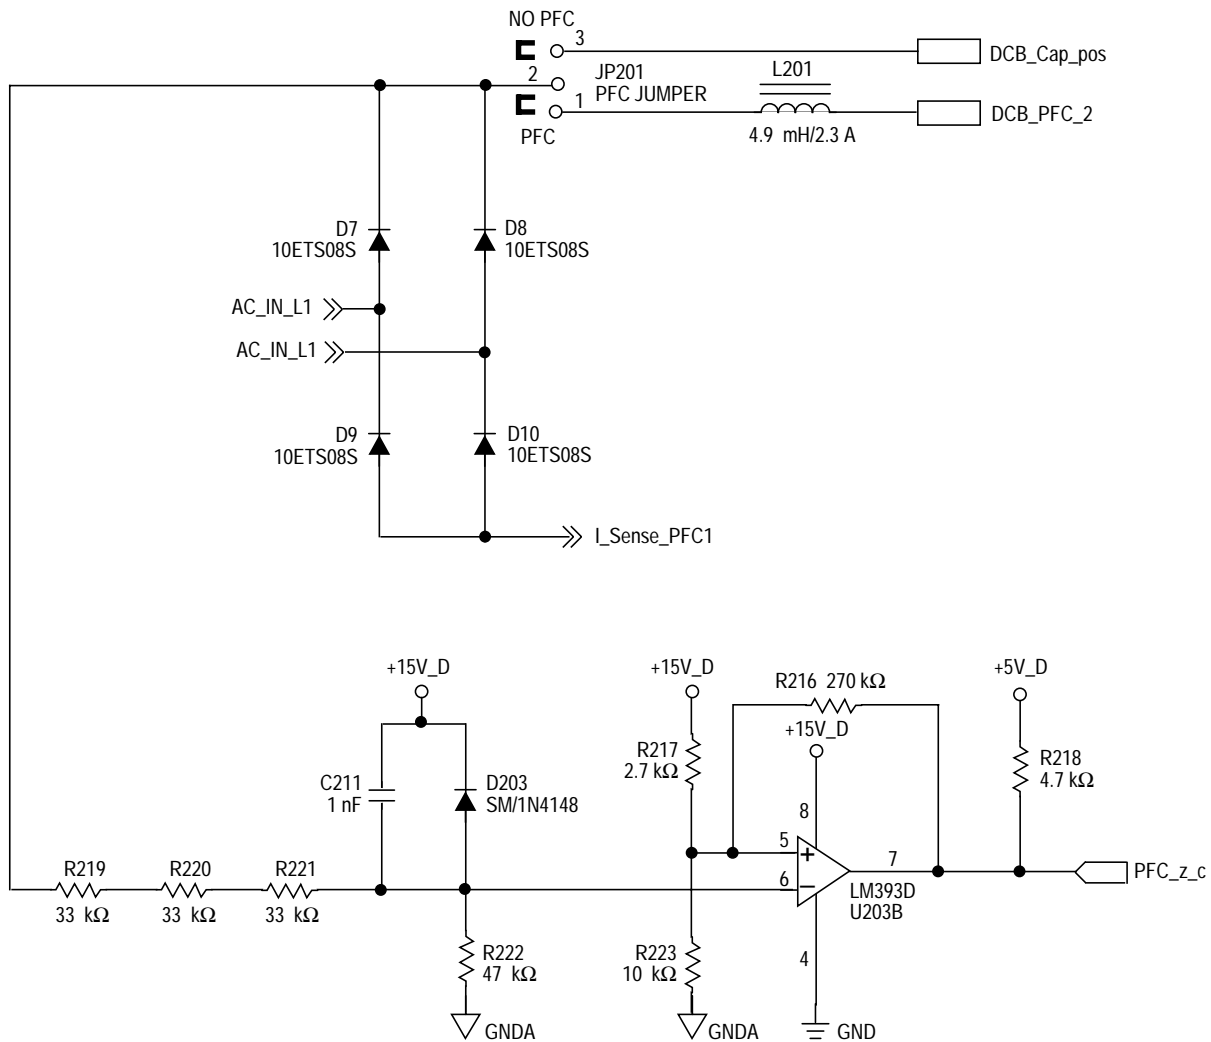 NO PFC
3
DCB_Cap_pos
2
JP201
PFC JUMPER
L201
1
PFC
4.9 mH/2.3 A
DCB_PFC_2
D7
10ETS08S
D8
10ETS08S
AC_IN_L1
AC_IN_L1
D9
10ETS08S
D10
10ETS08S
I_Sense_PFC1
+15V_D
+15V_D
R216 270 kΩ
+5V_D
+15V_D
R217
2.7 kΩ
R218
4.7 kΩ
C211
1 nF
D203
SM/1N4148
8
5
+
7
6
−
LM393D
U203B
PFC_z_c
R219
33 kΩ
R220
33 kΩ
R221
33 kΩ
R222
47 kΩ
R223
10 kΩ
4
GNDA
GNDA
GND